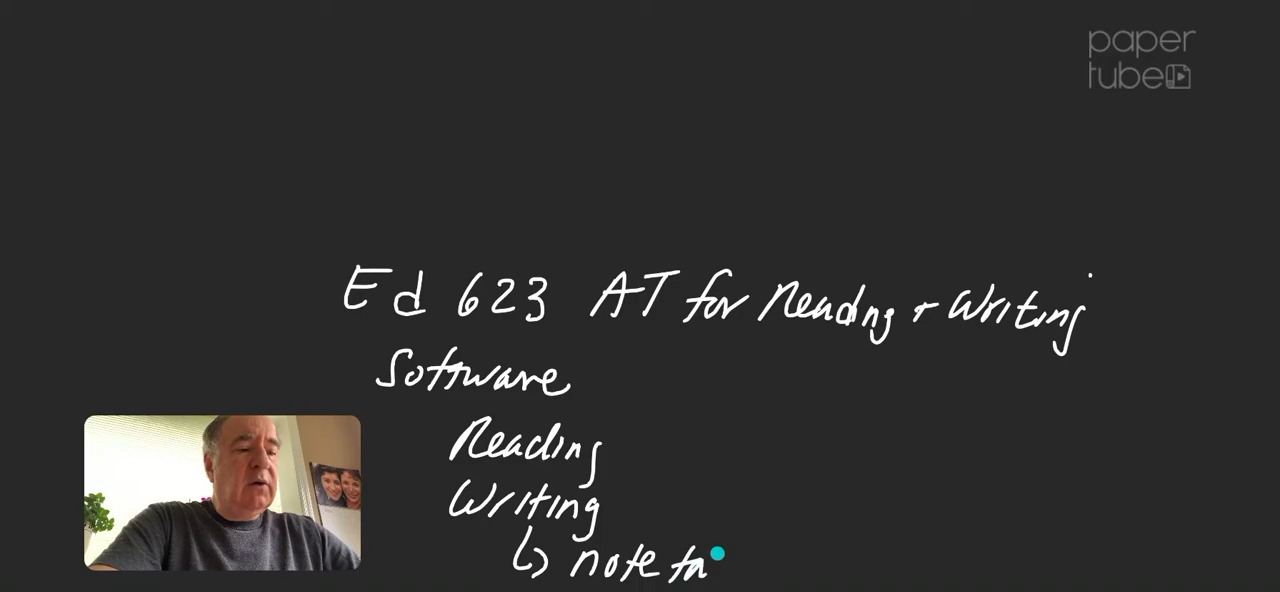 paper
tube
Ed 623 AT for Reading + Writing
Software
Reading
Writing
↳ note ta